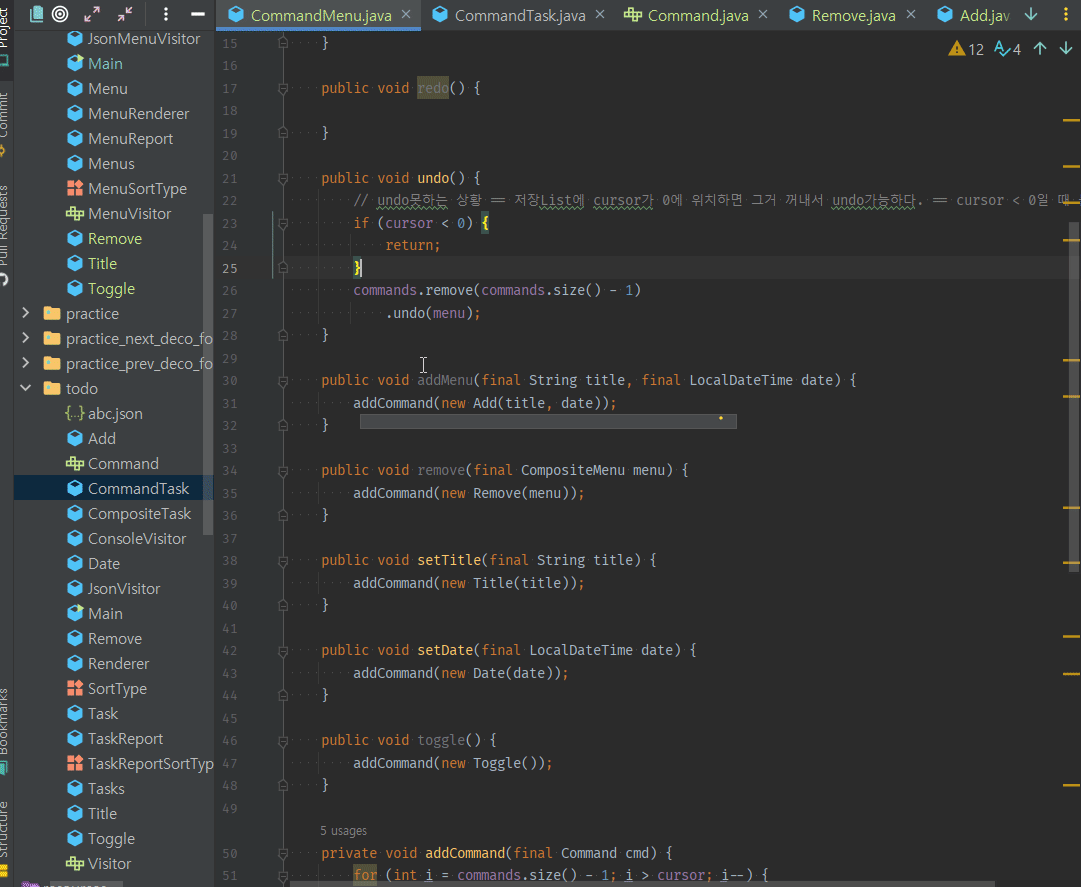 Project
Commit
Pull Requests
Bookmarks
Structure
JsonMenuVisitor
Main
Menu
MenuRenderer
MenuReport
Menus
MenuSortType
MenuVisitor
Remove
Title
Toggle
practice
practice_next_deco_fo
practice_prev_deco_fo
todo
abc.json
Add
Command
CommandTask
CompositeTask
ConsoleVisitor
Date
JsonVisitor
Main
Remove
Renderer
SortType
Task
TaskReport
TaskReportSortTyp
Tasks
Title
Toggle
Visitor
CommandMenu.java
CommandTask.java
Command.java
Remove.java
Add.jav
12
4
15 }
16
17 public void redo() {
18
19 }
20
21 public void undo() {
22 // undo못하는 상황 == 저장List에 cursor가 0에 위치하면 그거 꺼내서 undo가능하다. == cursor < 0일 때
23 if (cursor < 0) {
24 return;
25 }
26 commands.remove(commands.size() - 1)
27 .undo(menu);
28 }
29
30 public void addMenu(final String title, final LocalDateTime date) {
31 addCommand(new Add(title, date));
32 }
33
34 public void remove(final CompositeMenu menu) {
35 addCommand(new Remove(menu));
36 }
37
38 public void setTitle(final String title) {
39 addCommand(new Title(title));
40 }
41
42 public void setDate(final LocalDateTime date) {
43 addCommand(new Date(date));
44 }
45
46 public void toggle() {
47 addCommand(new Toggle());
48 }
49
5 usages
50 private void addCommand(final Command cmd) {
51 for (int i = commands.size() - 1; i > cursor; i--) {